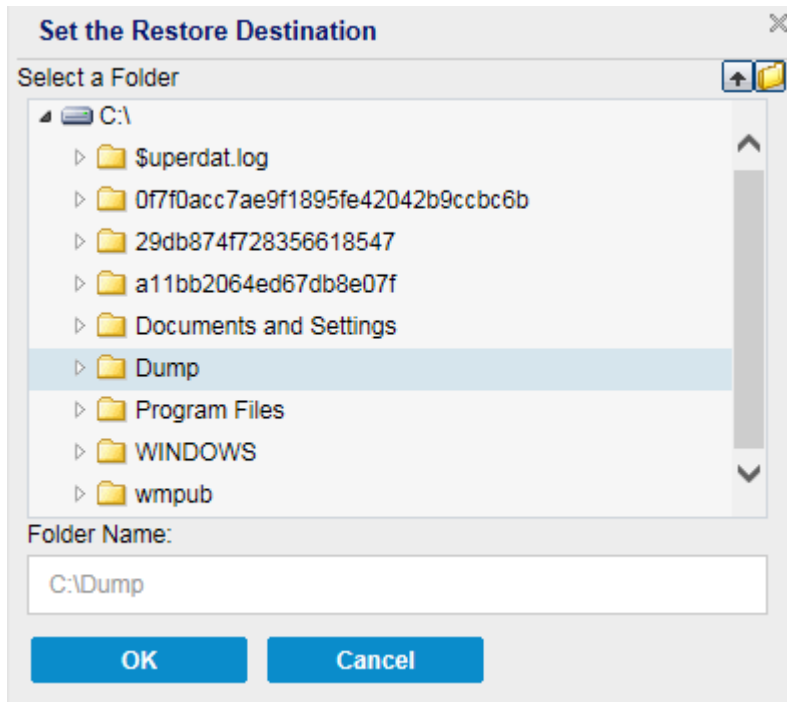 Set the Restore Destination
Select a Folder
C:\
$uperdat.log
0f7f0acc7ae9f1895fe42042b9ccbc6b
29db874f728356618547
a11bb2064ed67db8e07f
Documents and Settings
Dump
Program Files
WINDOWS
wmpub
Folder Name:
C:\Dump
OK Cancel